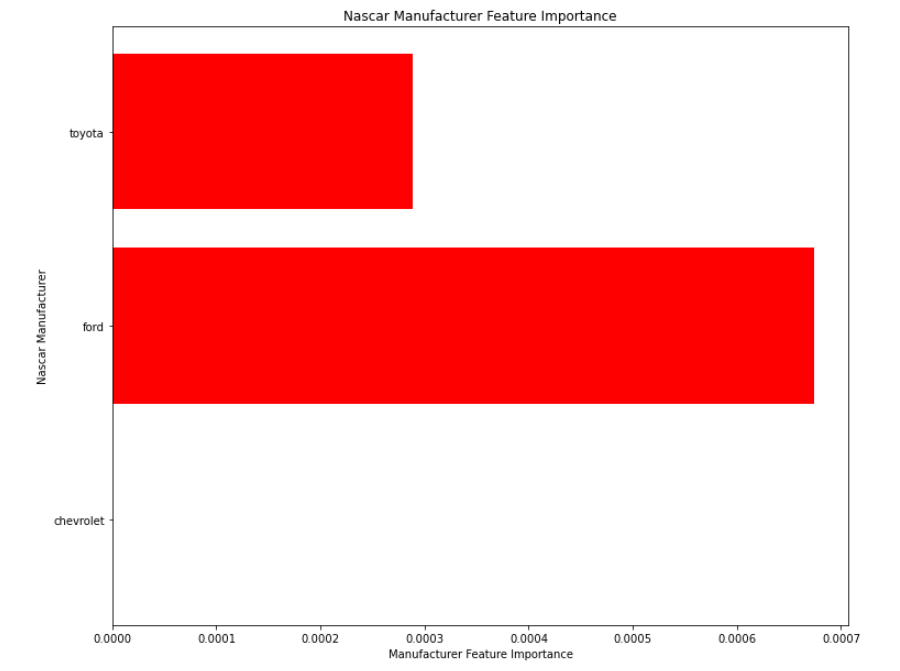 Nascar Manufacturer Feature Importance
toyota
ford
chevrolet
Nascar Manufacturer
0.0000 0.0001 0.0002 0.0003 0.0004 0.0005 0.0006 0.0007
Manufacturer Feature Importance